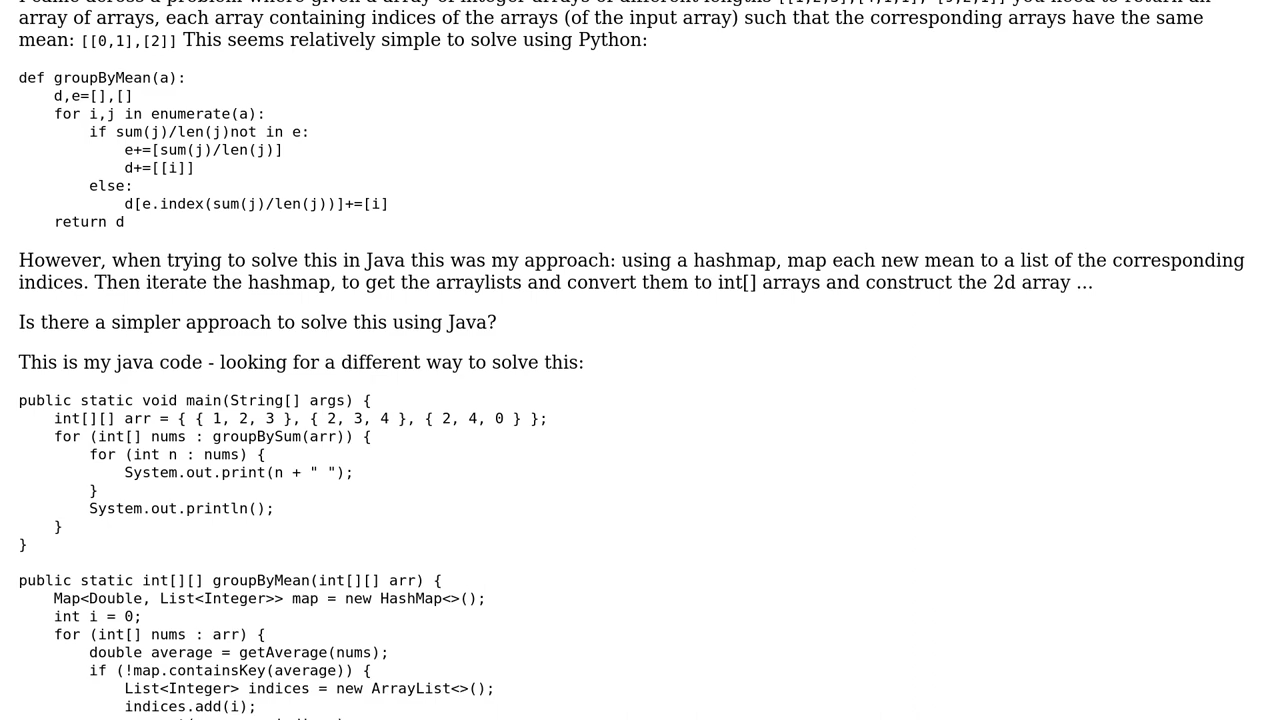 array of arrays, each array containing indices of the arrays (of the input array) such that the corresponding arrays have the same
mean: [[0,1],[2]] This seems relatively simple to solve using Python:
def groupByMean(a):
    d,e=[],[]
    for i,j in enumerate(a):
        if sum(j)/len(j)not in e:
            e+=[sum(j)/len(j)]
            d+=[[i]]
        else:
            d[e.index(sum(j)/len(j))]+=[i]
    return d
However, when trying to solve this in Java this was my approach: using a hashmap, map each new mean to a list of the corresponding
indices. Then iterate the hashmap, to get the arraylists and convert them to int[] arrays and construct the 2d array ...
Is there a simpler approach to solve this using Java?
This is my java code - looking for a different way to solve this:
public static void main(String[] args) {
    int[][] arr = { { 1, 2, 3 }, { 2, 3, 4 }, { 2, 4, 0 } };
    for (int[] nums : groupBySum(arr)) {
        for (int n : nums) {
            System.out.print(n + " ");
        }
        System.out.println();
    }
}
public static int[][] groupByMean(int[][] arr) {
    Map<Double, List<Integer>> map = new HashMap<>();
    int i = 0;
    for (int[] nums : arr) {
        double average = getAverage(nums);
        if (!map.containsKey(average)) {
            List<Integer> indices = new ArrayList<>();
            indices.add(i);